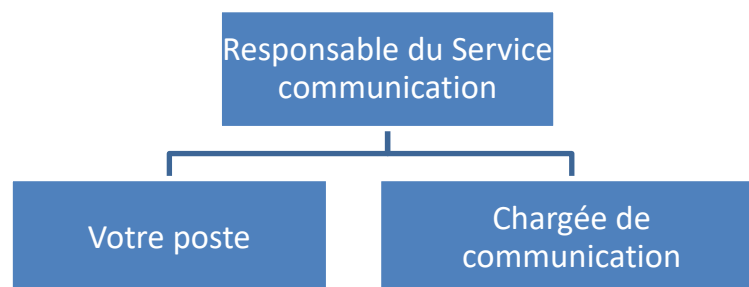 Responsable du Service
communication
Votre poste
Chargée de
communication